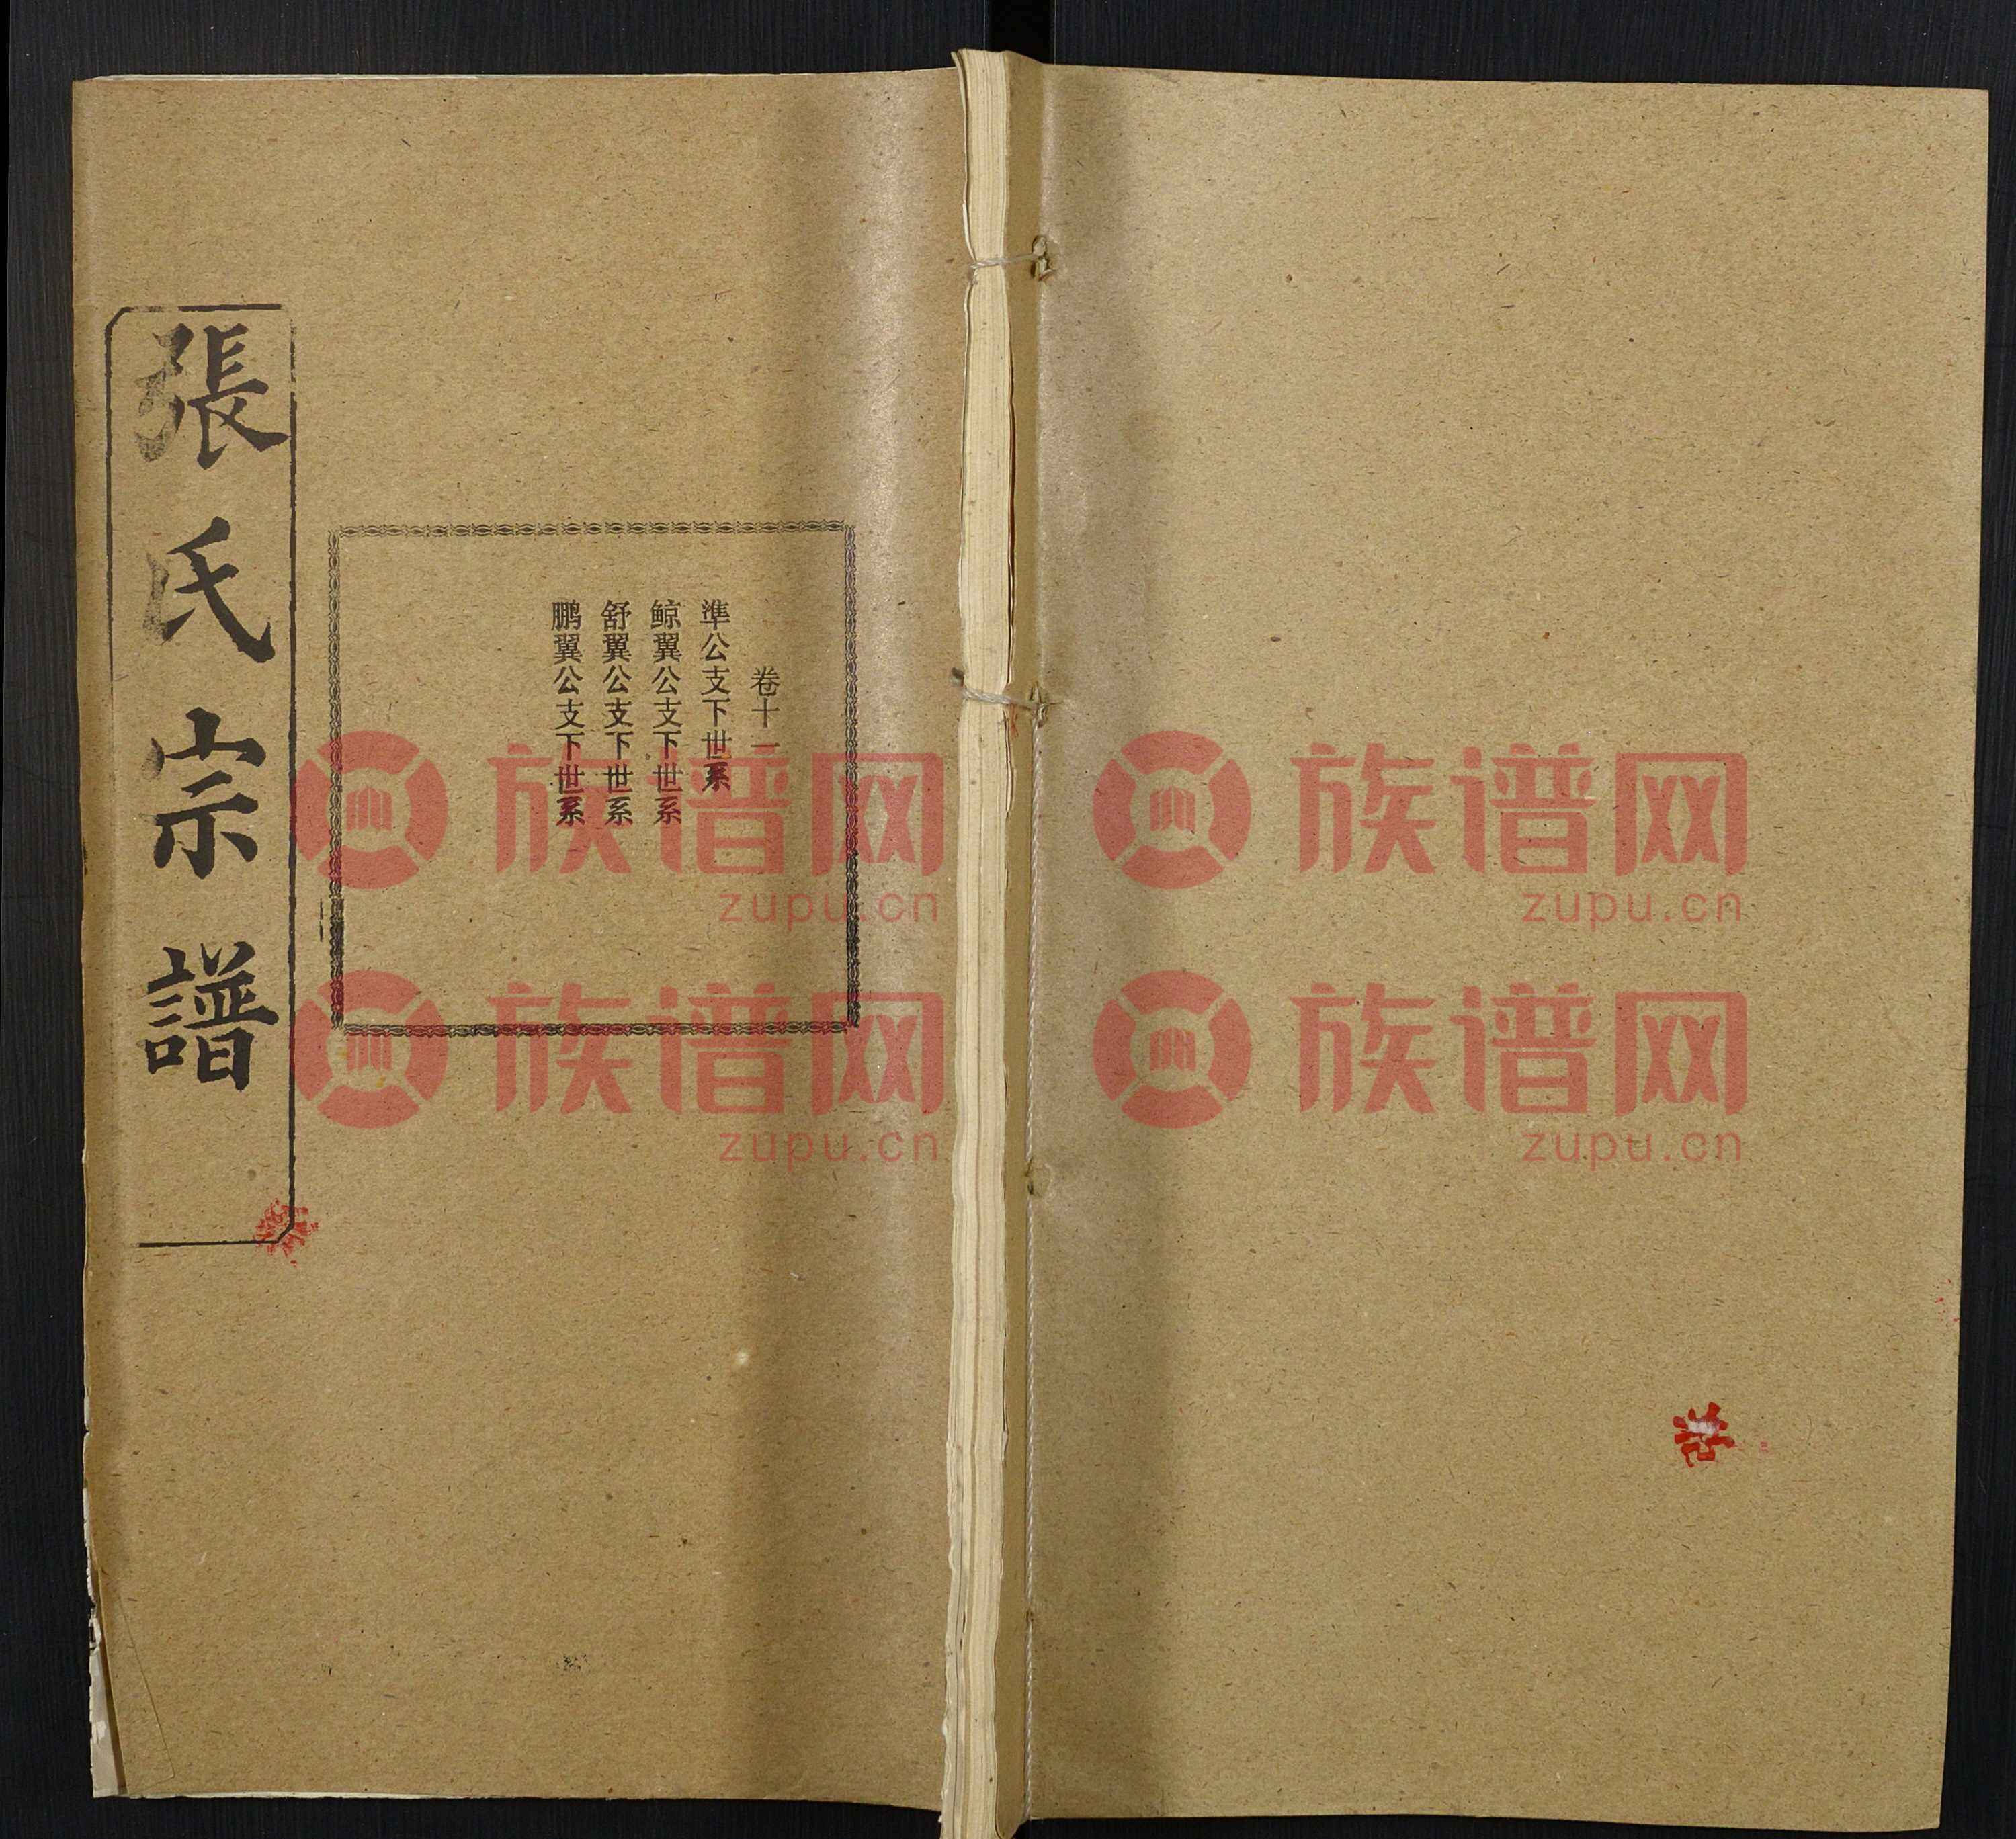 張氏宗譜
卷十一
準公支下世系
鲸翼公支下世系
舒翼公支下世系
鹏翼公支下世系
族谱网
zupu.cn
族谱网
zupu.cn
族谱网
zupu.cn
族谱网
zupu.cn